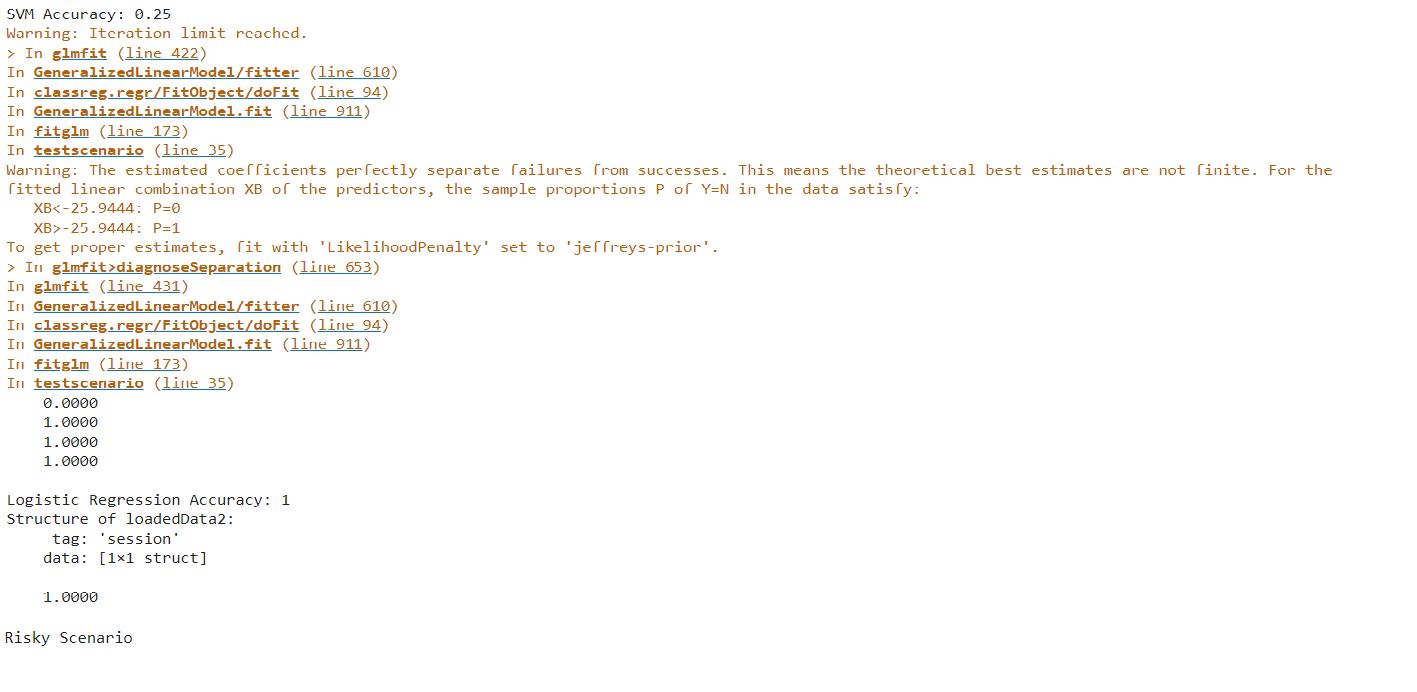 SVM Accuracy: 0.25
Warning: Iteration limit reached.
> In glmfit (line 422)
In GeneralizedLinearModel/fitter (line 610)
In classreg.regr/FitObject/doFit (line 94)
In GeneralizedLinearModel.fit (line 911)
In fitglm (line 173)
In testscenario (line 35)
Warning: The estimated coefficients perfectly separate failures from successes. This means the theoretical best estimates are not finite. For the
fitted linear combination XB of the predictors, the sample proportions P of Y=N in the data satisfy:
XB<-25.9444: P=0
XB>-25.9444: P=1
To get proper estimates, fit with 'LikelihoodPenalty' set to 'jeffreys-prior'.
> In glmfit>diagnoseSeparation (line 653)
In glmfit (line 431)
In GeneralizedLinearModel/fitter (line 610)
In classreg.regr/FitObject/doFit (line 94)
In GeneralizedLinearModel.fit (line 911)
In fitglm (line 173)
In testscenario (line 35)
0.0000
1.0000
1.0000
1.0000
Logistic Regression Accuracy: 1
Structure of loadedData2:
tag: 'session'
data: [1×1 struct]
1.0000
Risky Scenario